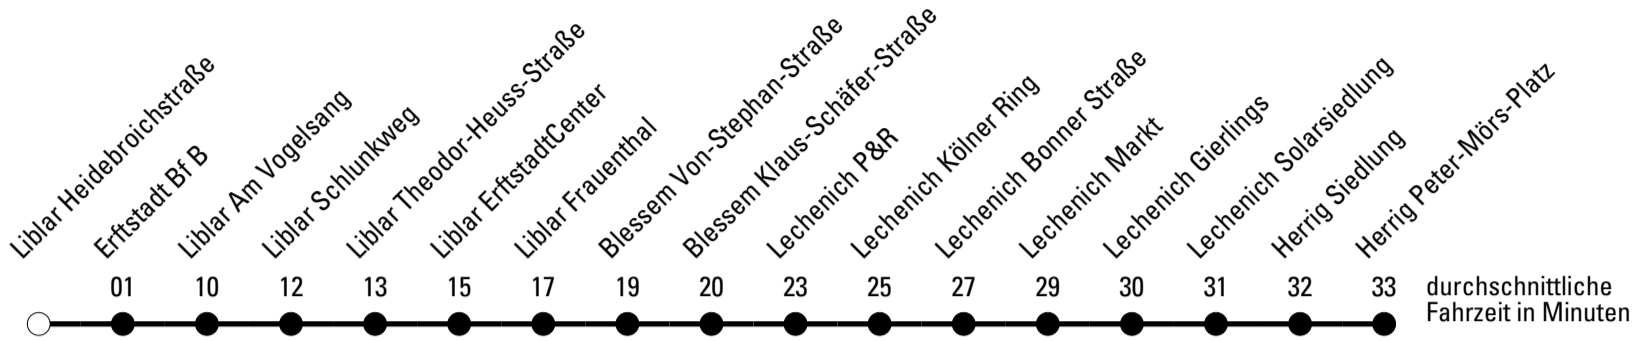 Liblar Heidebroichstraße
Erftstadt Bf B
Liblar Am Vogelsang
Liblar Schlunkweg
Liblar Theodor-Heuss-Straße
Liblar ErftstadtCenter
Liblar Frauenthal
Blessem Von-Stephan-Straße
Blessem Klaus-Schäfer-Straße
Lechenich P&R
Lechenich Kölner Ring
Lechenich Bonner Straße
Lechenich Markt
Lechenich Gierlings
Lechenich Solarsiedlung
Herrig Siedlung
Herrig Peter-Mörs-Platz
01 10 12 13 15 17 19 20 23 25 27 29 30 31 32 33
durchschnittliche
Fahrzeit in Minuten